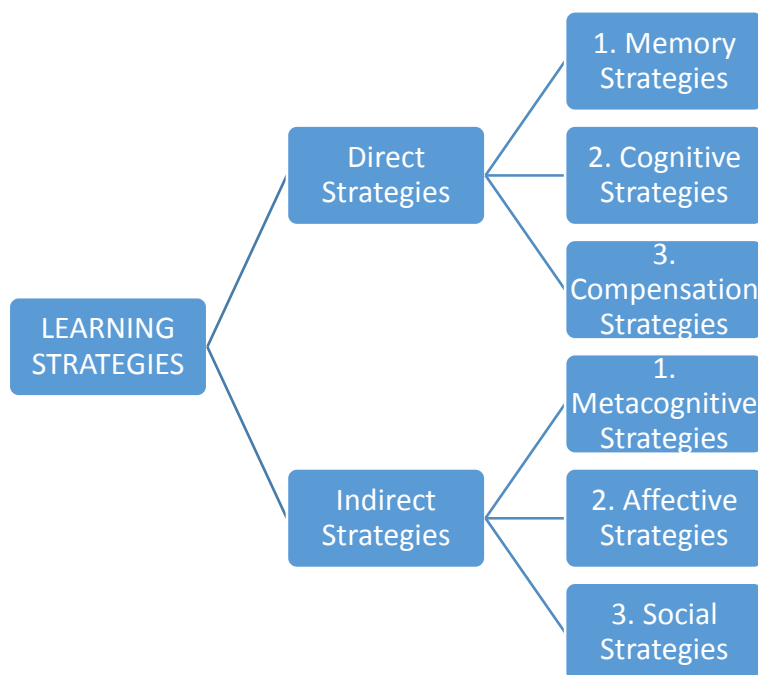 LEARNING
STRATEGIES
Direct
Strategies
1. Memory
Strategies
2. Cognitive
Strategies
3.
Compensation
Strategies
Indirect
Strategies
1.
Metacognitive
Strategies
2. Affective
Strategies
3. Social
Strategies